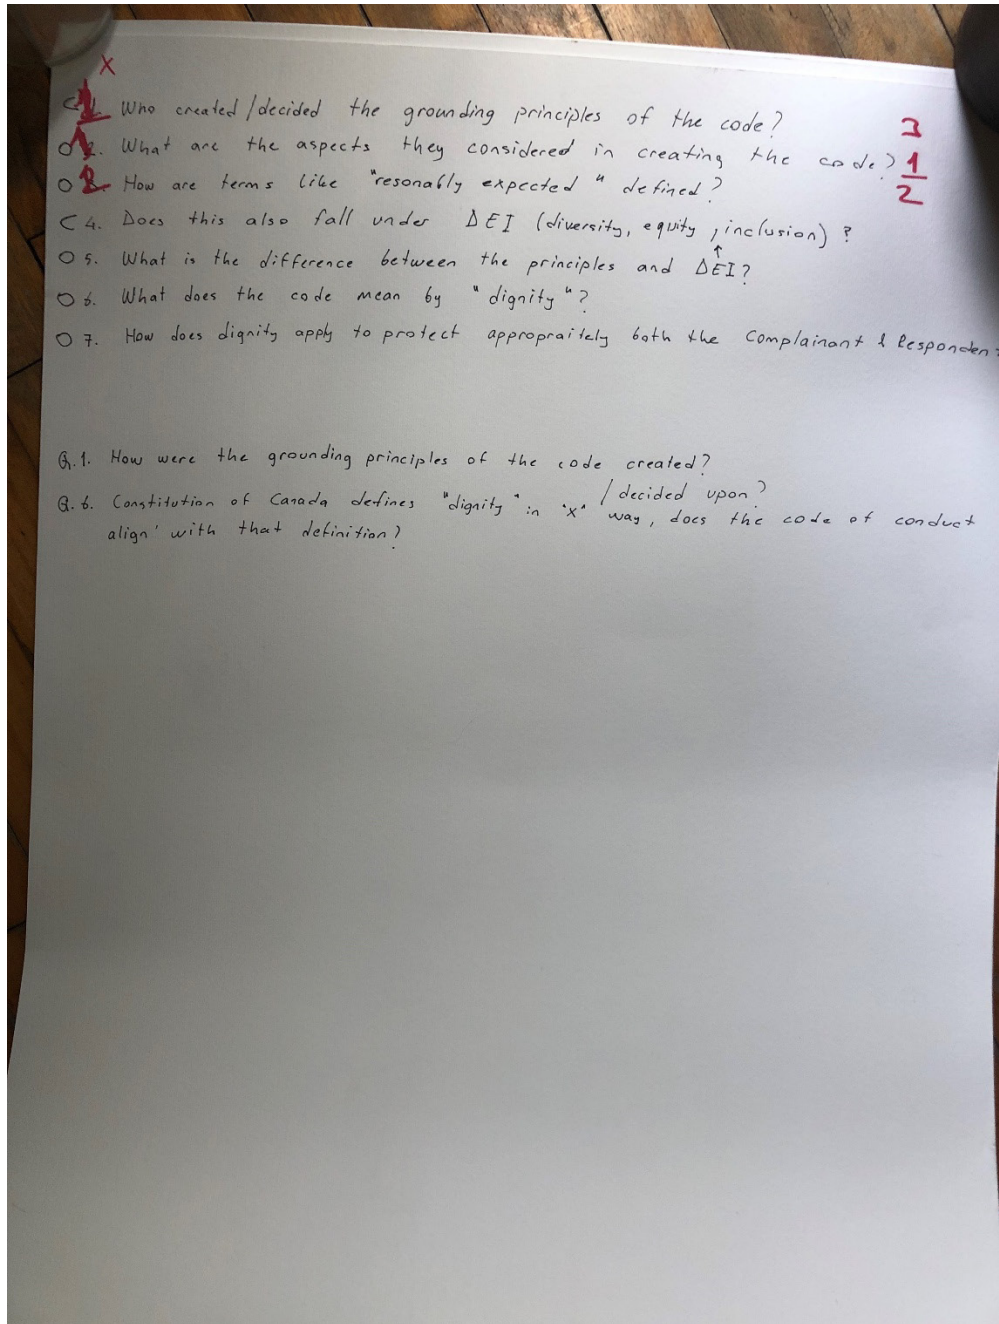 X
C 1. Who created /decided the grounding principles of the code?
3
O 2. What are the aspects they considered in creating the code?
1
O 3. How are terms like "resonably expected" defined?
2
C 4. Does this also fall under DEI (diversity, equity, inclusion)?
O 5. What is the difference between the principles and DEI?
O 6. What does the code mean by "dignity"?
O 7. How does dignity apply to protect appropraitely both the Complainant & Respondent
Q.1. How were the grounding principles of the code created?
/ decided upon?
Q.6. Constitution of Canada defines "dignity" in "x" way, does the code of conduct
align' with that definition?